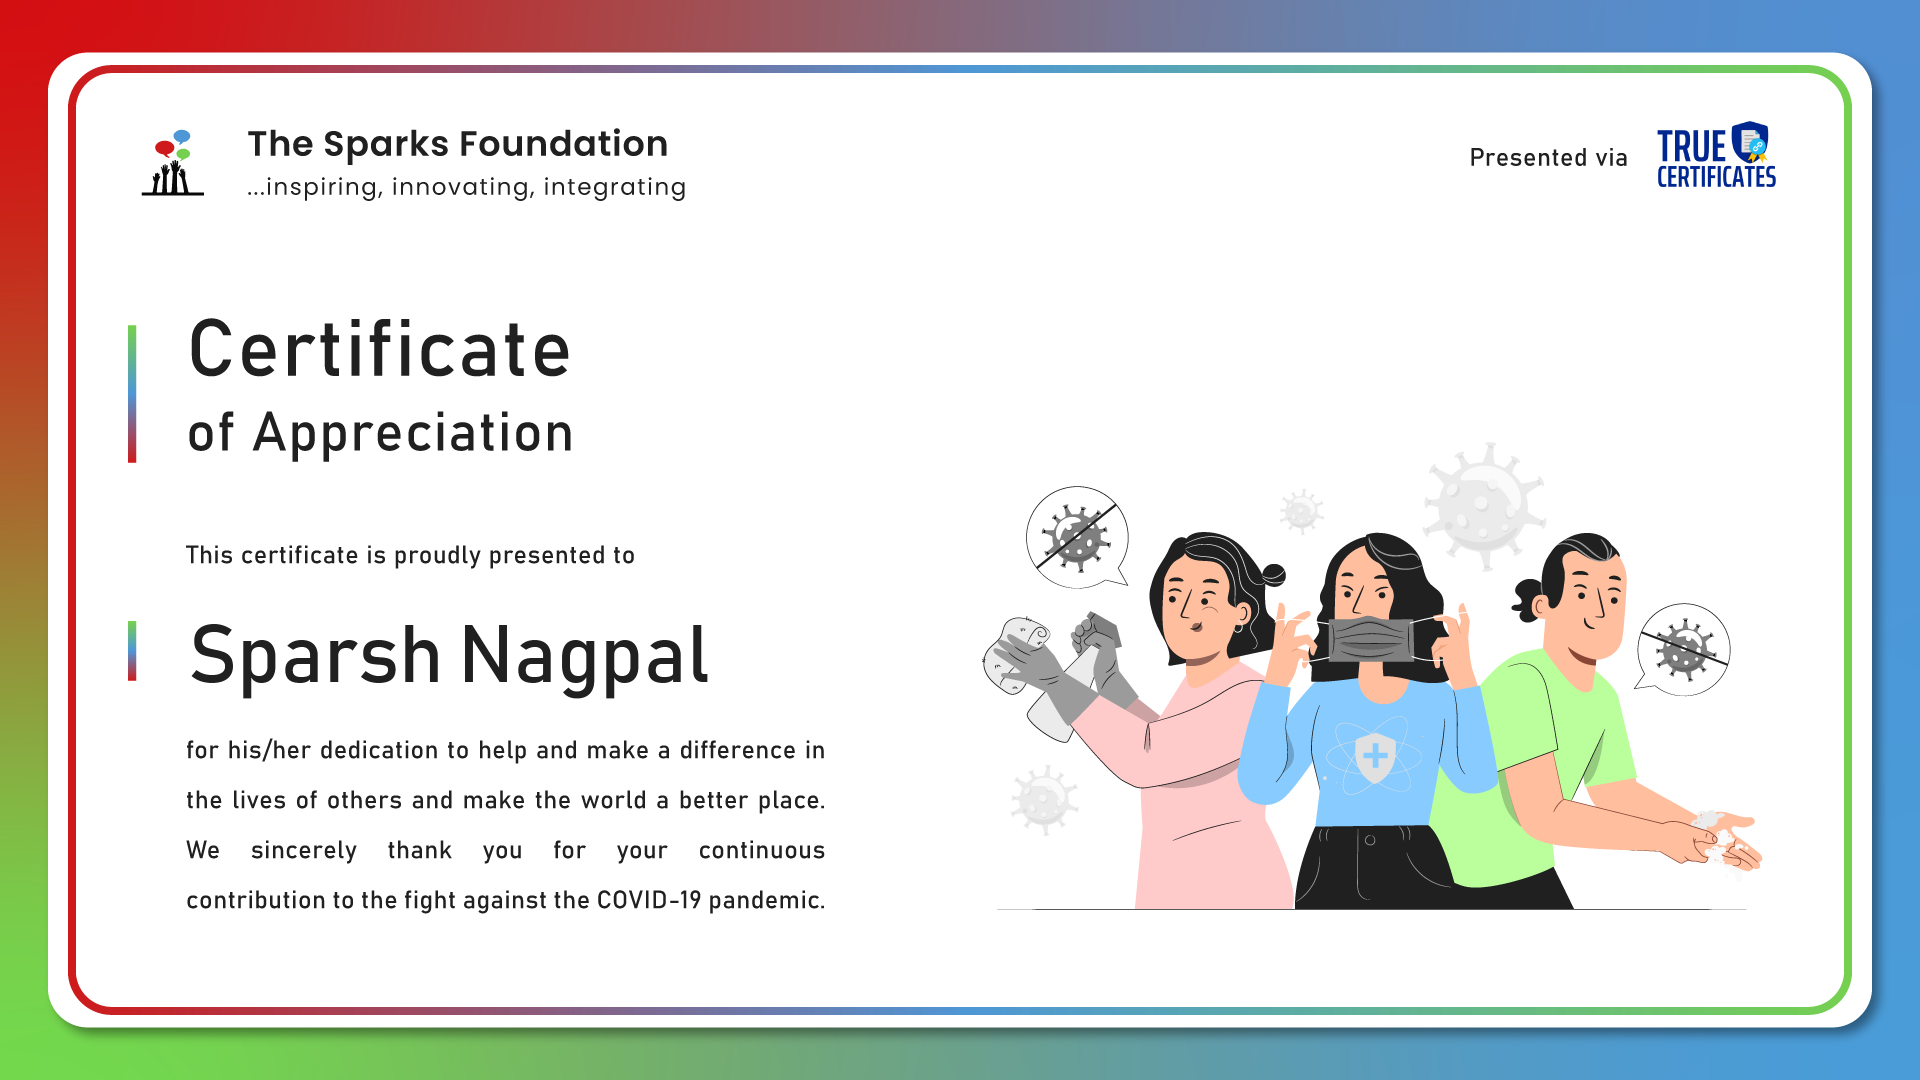 The Sparks Foundation
...inspiring, innovating, integrating
Presented via
TRUE
CERTIFICATES
Certificate
of Appreciation
This certificate is proudly presented to
Sparsh Nagpal
for his/her dedication to help and make a difference in
the lives of others and make the world a better place.
We sincerely thank you for your continuous
contribution to the fight against the COVID-19 pandemic.